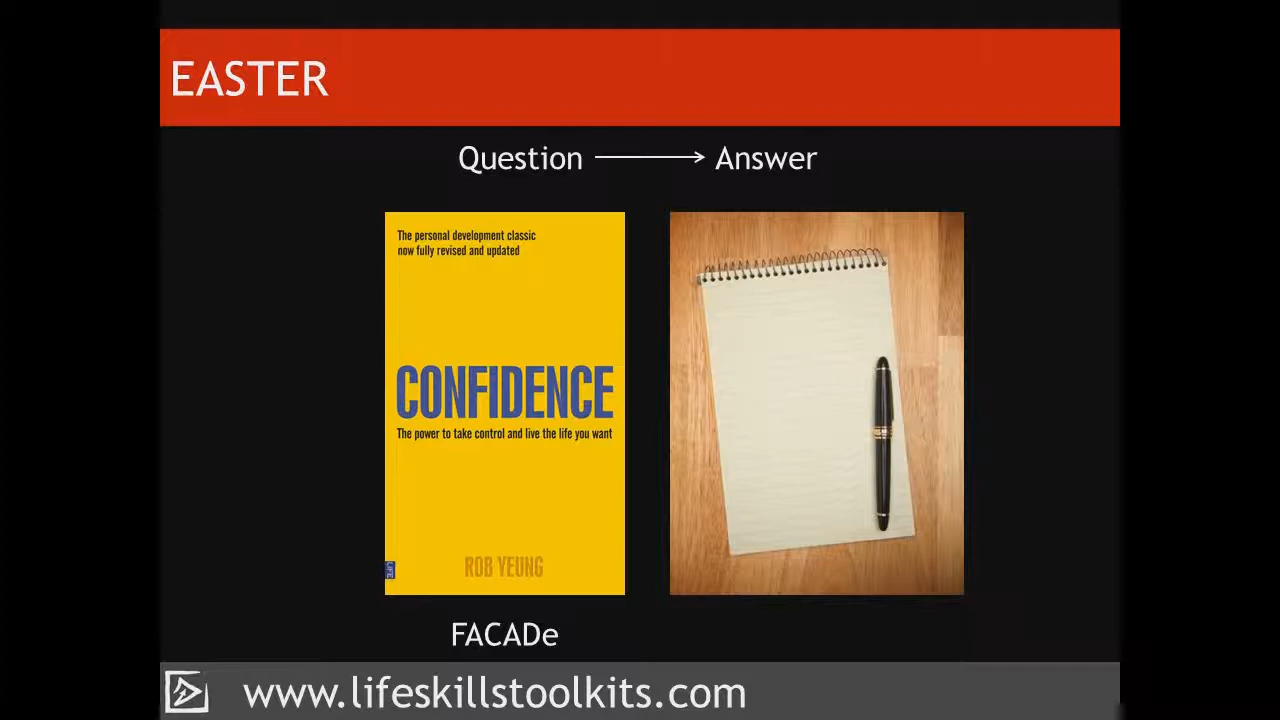 EASTER
Question
Answer
The personal development classic
now fully revised and updated
CONFIDENCE
The power to take control and live the life you want
LIFE
ROB YEUNG
FACADe
www.lifeskillstoolkits.com